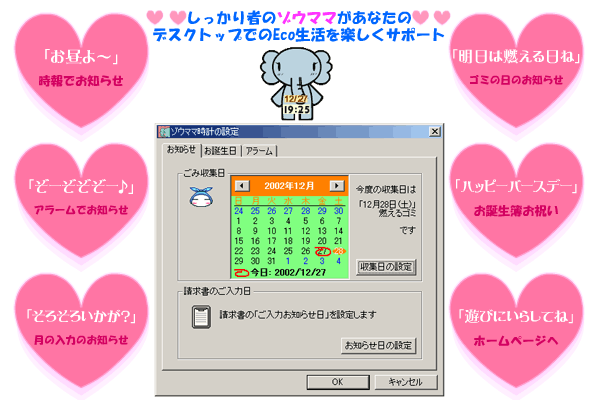 しっかり者のゾウママがあなたの
デスクトップでのEco生活を楽しくサポート
「お昼よ〜」
時報でお知らせ
「明日は燃える日ね」
ゴミの日のお知らせ
12/27
19:25
「ぞーぞぞぞー♪」
アラームでお知らせ
「ハッピーバースデー」
お誕生簿お祝い
「そろそろいかが?」
月の入力のお知らせ
「遊びにいらしてね」
ホームページへ
ゾウママ時計の設定
お知らせ お誕生日 アラーム
ごみ収集日
2002年12月
日 月 火 水 木 金 土
24 25 26 27 28 29 30
1 2 3 4 5 6 7
8 9 10 11 12 13 14
15 16 17 18 19 20 21
22 23 24 25 26 27
29 30 31 1 2 3 4
今日: 2002/12/27
今度の収集日は
「12月28日(土)」
燃えるゴミ
です
収集日の設定
請求書のご入力日
請求書の「ご入力お知らせ日」を設定します
お知らせ日の設定
OK キャンセル